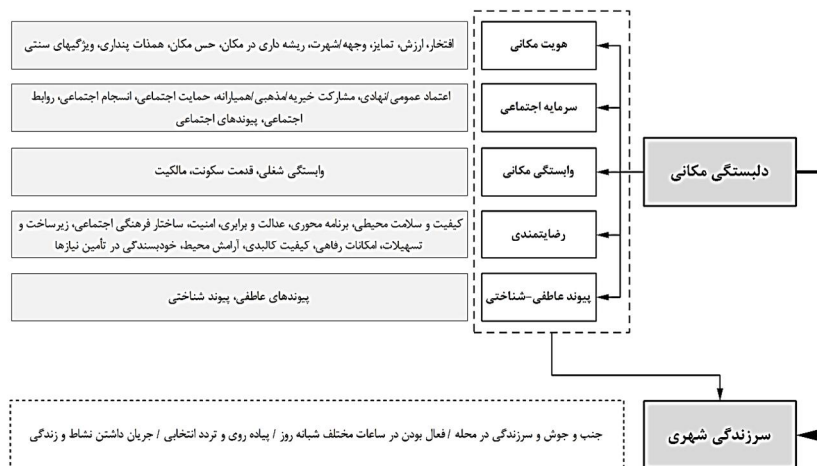 هویت مکانی
افتخار، ارزش، تمایز، وجهه/شهرت، ریشه داری در مکان، حس مکان، همذات پنداری، ویژگیهای سنتی
سرمایه اجتماعی
اعتماد عمومی/نهادی، مشارکت خیریه/مذهبی/همیارانه، حمایت اجتماعی، انسجام اجتماعی، روابط
اجتماعی، پیوندهای اجتماعی
دلبستگی مکانی
وابستگی مکانی
وابستگی شغلی، قدمت سکونت، مالکیت
رضایتمندی
کیفیت و سلامت محیطی، برنامه محوری، عدالت و برابری، امنیت، ساختار فرهنگی اجتماعی، زیرساخت و
تسهیلات، امکانات رفاهی، کیفیت کالبدی، آرامش محیط، خودبسندگی در تأمین نیازها
پیوند عاطفی-شناختی
پیوندهای عاطفی، پیوند شناختی
سرزندگی شهری
جنب و جوش و سرزندگی در محله / فعال بودن در ساعات مختلف شبانه روز / پیاده روی و تردد انتخابی / جریان داشتن نشاط و زندگی